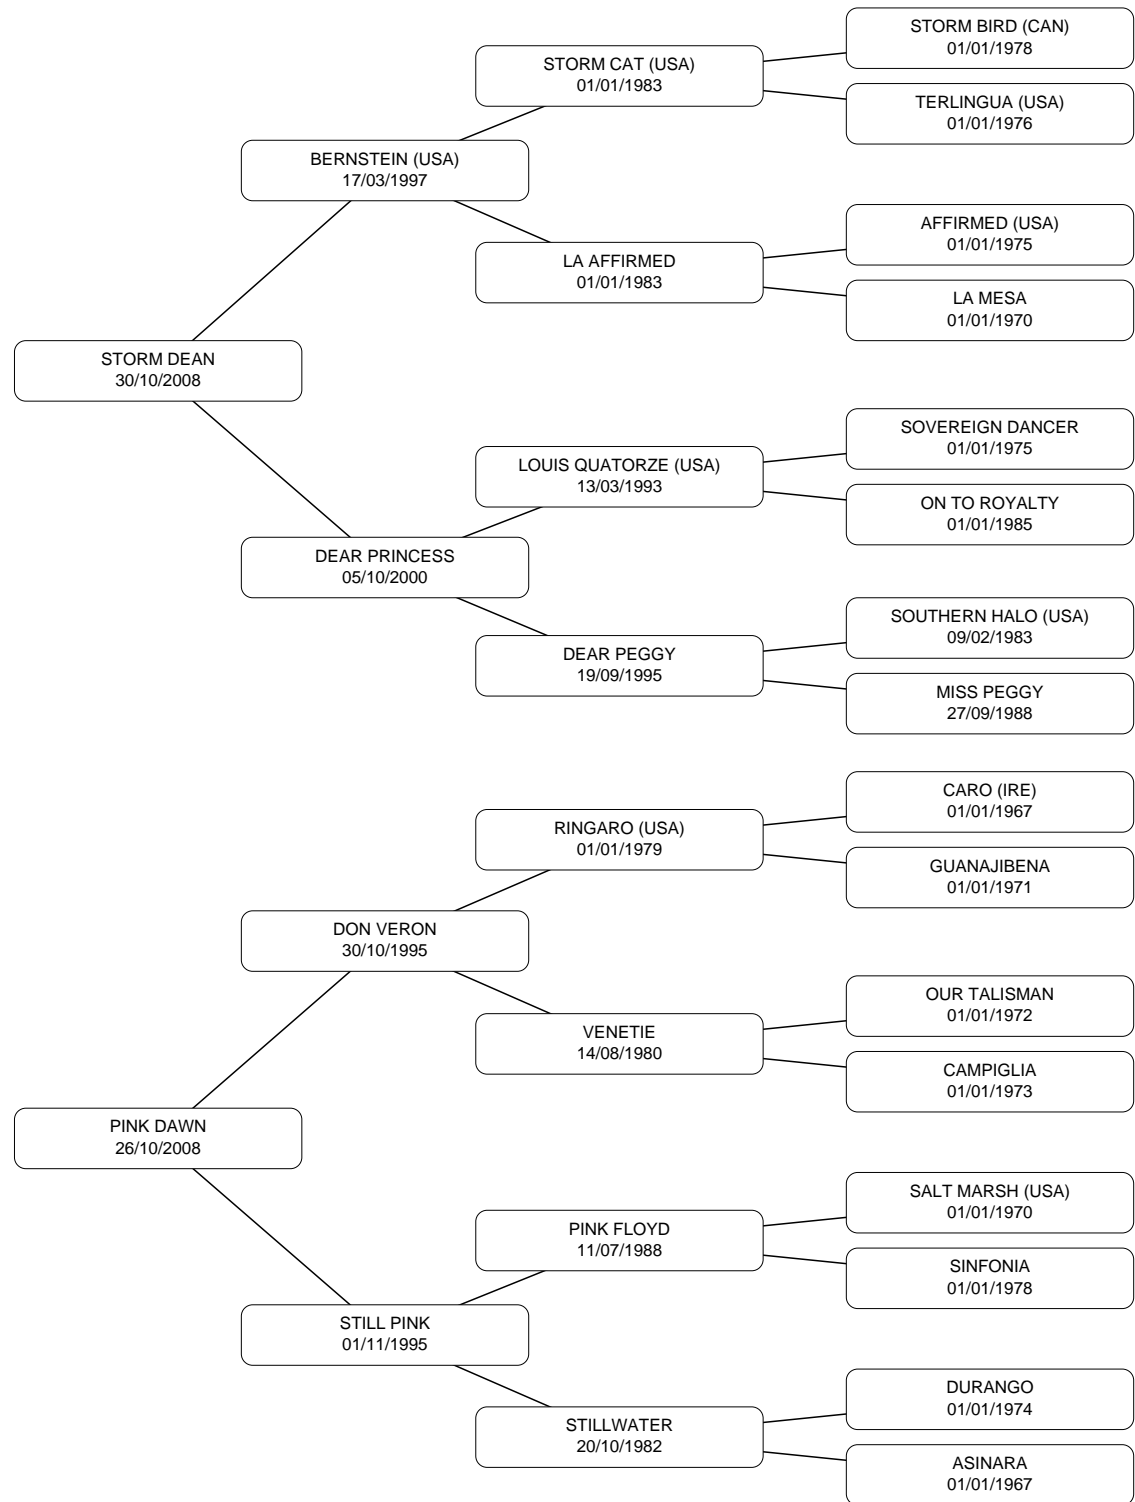 STORM BIRD (CAN)
01/01/1978
STORM CAT (USA)
01/01/1983
TERLINGUA (USA)
01/01/1976
BERNSTEIN (USA)
17/03/1997
AFFIRMED (USA)
01/01/1975
LA AFFIRMED
01/01/1983
LA MESA
01/01/1970
STORM DEAN
30/10/2008
SOVEREIGN DANCER
01/01/1975
LOUIS QUATORZE (USA)
13/03/1993
ON TO ROYALTY
01/01/1985
DEAR PRINCESS
05/10/2000
SOUTHERN HALO (USA)
09/02/1983
DEAR PEGGY
19/09/1995
MISS PEGGY
27/09/1988
CARO (IRE)
01/01/1967
RINGARO (USA)
01/01/1979
GUANAJIBENA
01/01/1971
DON VERON
30/10/1995
OUR TALISMAN
01/01/1972
VENETIE
14/08/1980
CAMPIGLIA
01/01/1973
PINK DAWN
26/10/2008
SALT MARSH (USA)
01/01/1970
PINK FLOYD
11/07/1988
SINFONIA
01/01/1978
STILL PINK
01/11/1995
DURANGO
01/01/1974
STILLWATER
20/10/1982
ASINARA
01/01/1967